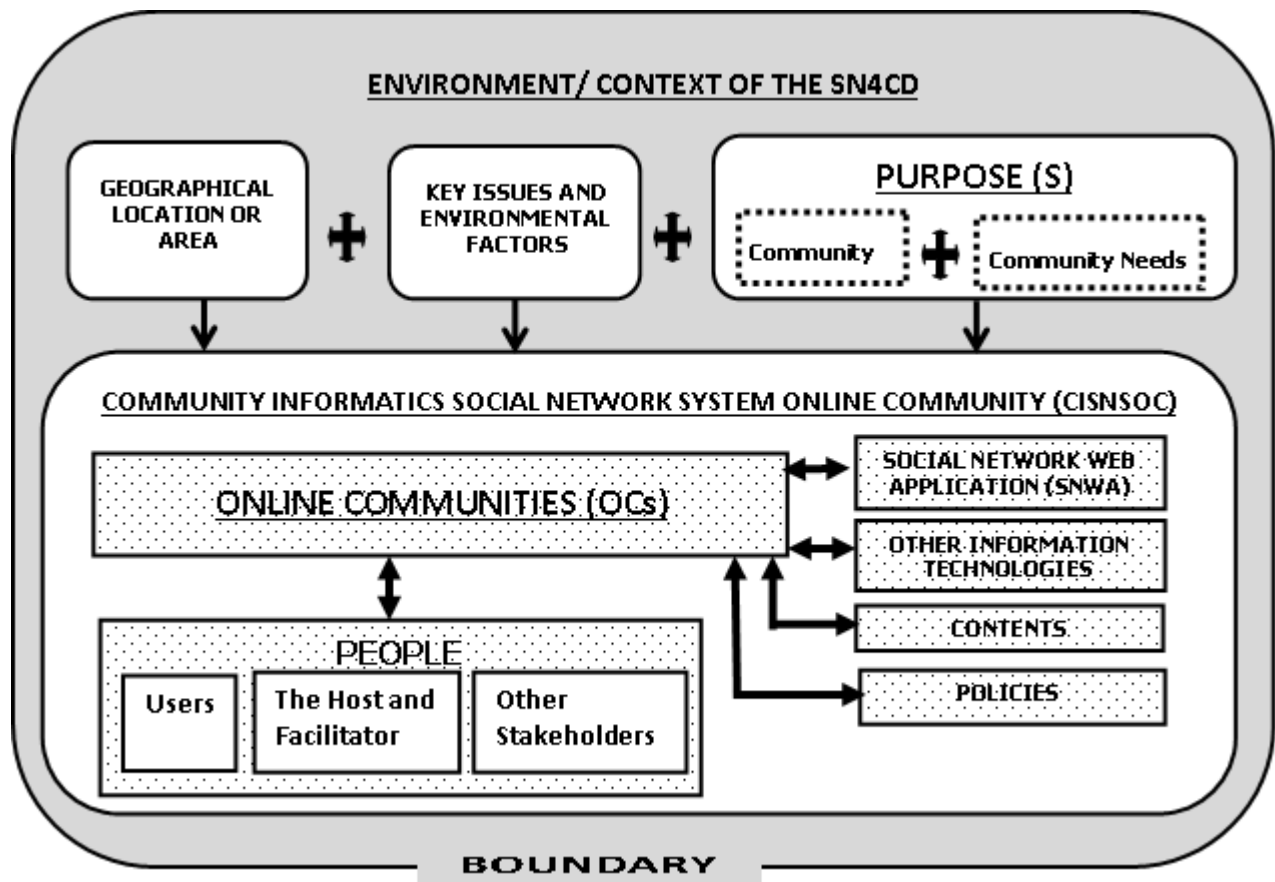 ENVIRONMENT/ CONTEXT OF THE SN4CD
GEOGRAPHICAL
LOCATION OR
AREA
KEY ISSUES AND
ENVIRONMENTAL
FACTORS
PURPOSE (S)
Community
Community Needs
COMMUNITY INFORMATICS SOCIAL NETWORK SYSTEM ONLINE COMMUNITY (CISNSOC)
ONLINE COMMUNITIES (OCs)
SOCIAL NETWORK WEB
APPLICATION (SNWA)
OTHER INFORMATION
TECHNOLOGIES
CONTENTS
POLICIES
PEOPLE
Users
The Host and
Facilitator
Other
Stakeholders
BOUNDARY